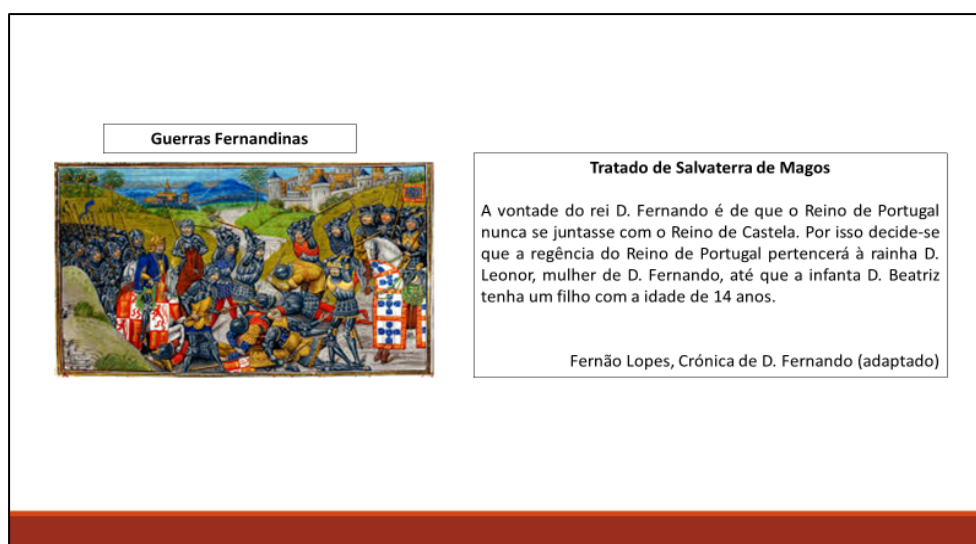 Guerras Fernandinas
Tratado de Salvaterra de Magos
A vontade do rei D. Fernando é de que o Reino de Portugal
nunca se juntasse com o Reino de Castela. Por isso decide-se
que a regência do Reino de Portugal pertencerá à rainha D.
Leonor, mulher de D. Fernando, até que a infanta D. Beatriz
tenha um filho com a idade de 14 anos.
Fernão Lopes, Crónica de D. Fernando (adaptado)